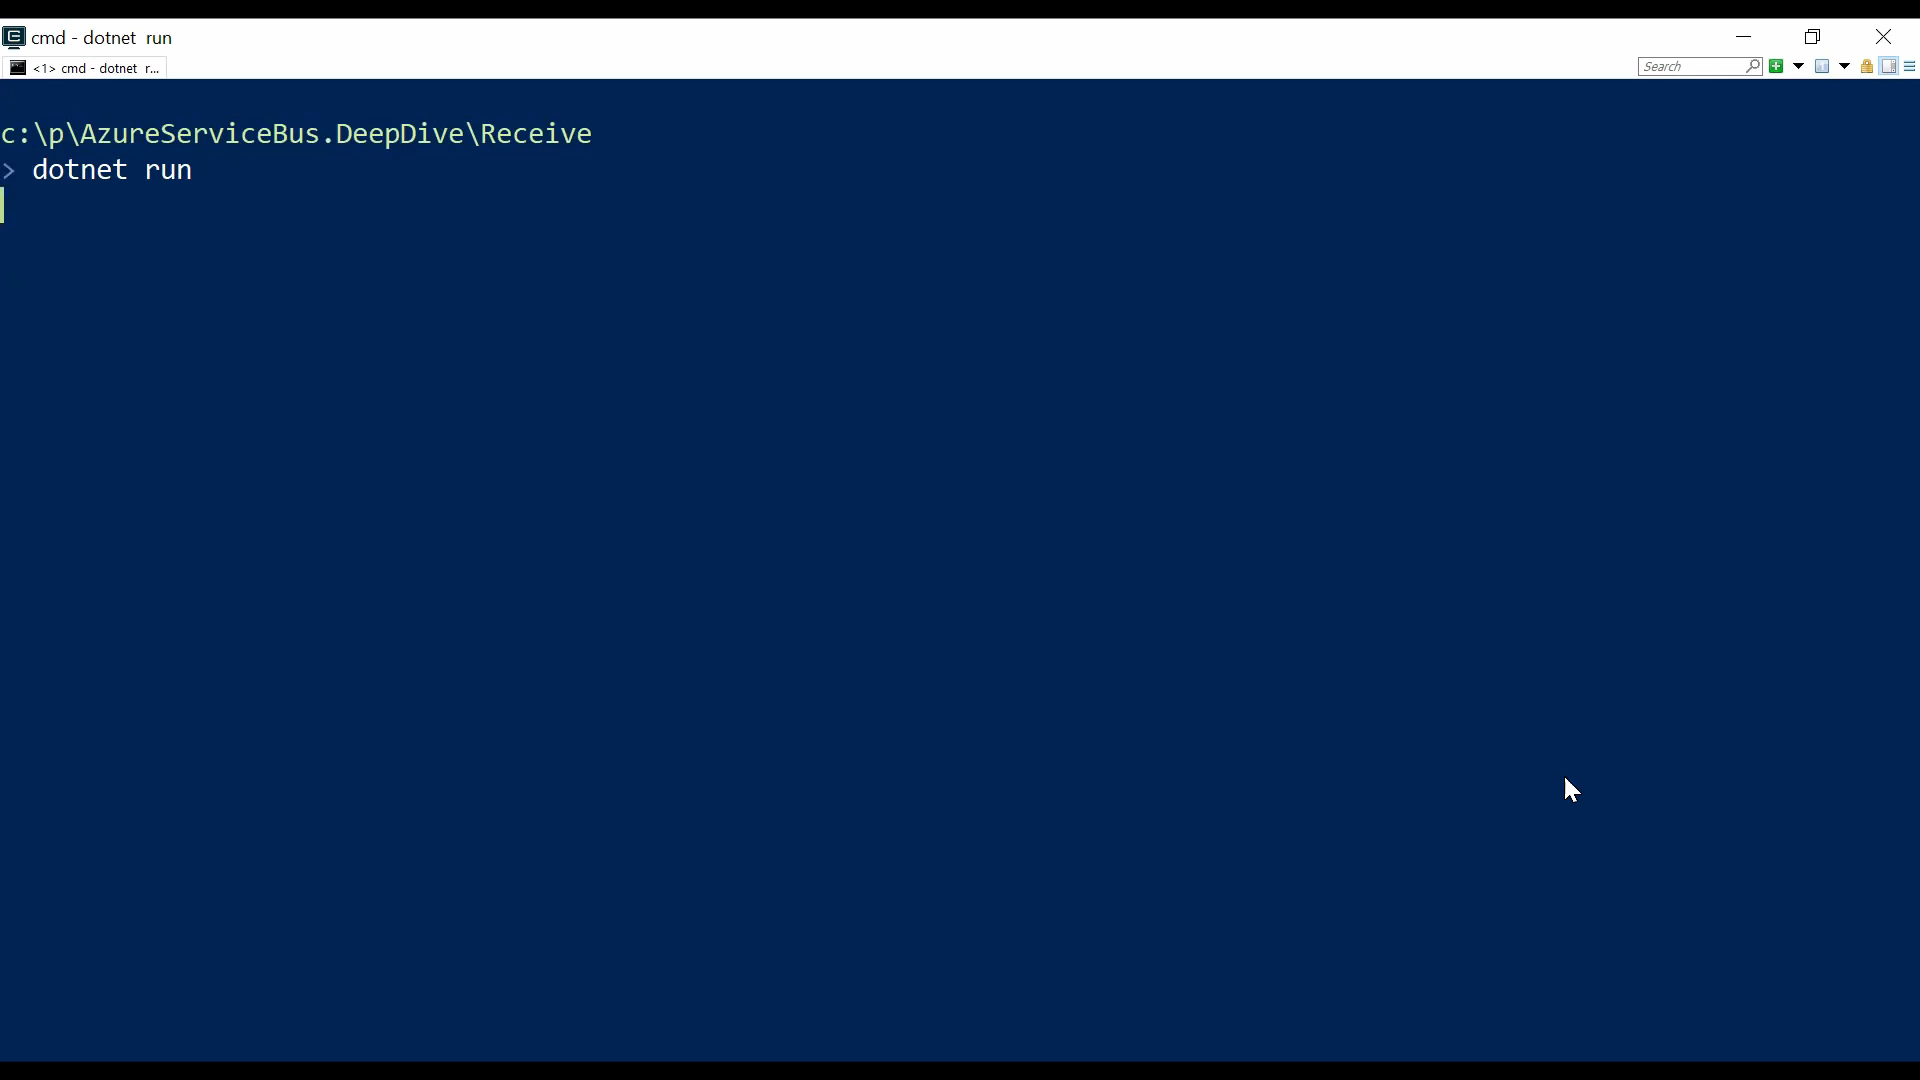 cmd - dotnet  run
<1> cmd - dotnet  r...
Search
c:\p\AzureServiceBus.DeepDive\Receive
> dotnet run